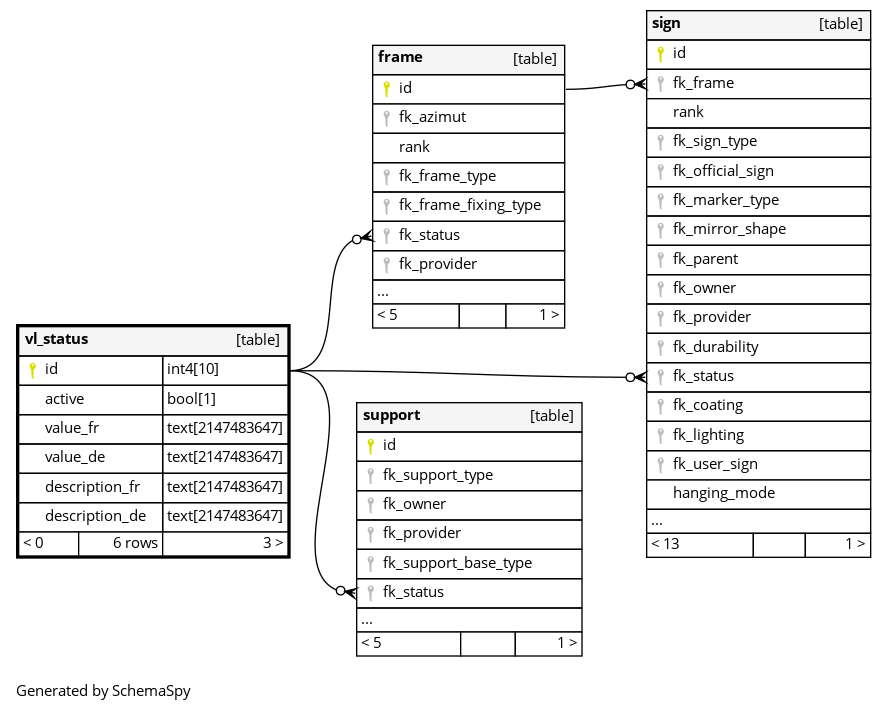 sign [table]
id
fk_frame
rank
fk_sign_type
fk_official_sign
fk_marker_type
fk_mirror_shape
fk_parent
fk_owner
fk_provider
fk_durability
fk_status
fk_coating
fk_lighting
fk_user_sign
hanging_mode
...
< 13 1 >
frame [table]
id
fk_azimut
rank
fk_frame_type
fk_frame_fixing_type
fk_status
fk_provider
...
< 5 1 >
vl_status [table]
id int4[10]
active bool[1]
value_fr text[2147483647]
value_de text[2147483647]
description_fr text[2147483647]
description_de text[2147483647]
< 0 6 rows 3 >
support [table]
id
fk_support_type
fk_owner
fk_provider
fk_support_base_type
fk_status
...
< 5 1 >
Generated by SchemaSpy